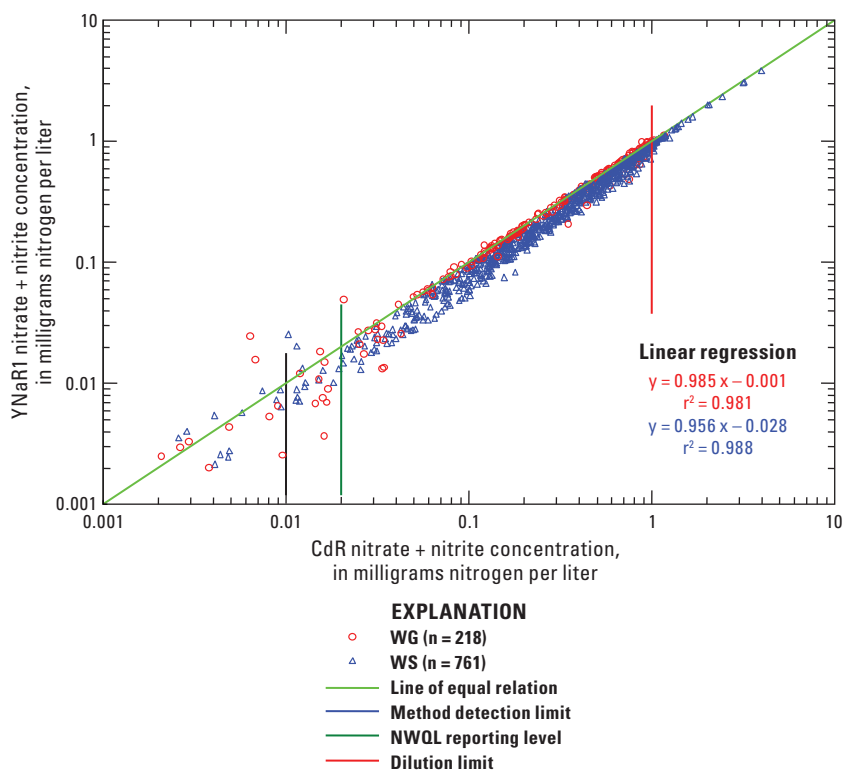 10
1
0.1
0.01
0.001
YNaR1 nitrate + nitrite concentration,
in milligrams nitrogen per liter
Linear regression
y = 0.985 x – 0.001
r² = 0.981
y = 0.956 x – 0.028
r² = 0.988
0.001 0.01 0.1 1 10
CdR nitrate + nitrite concentration,
in milligrams nitrogen per liter
EXPLANATION
WG (n = 218)
WS (n = 761)
Line of equal relation
Method detection limit
NWQL reporting level
Dilution limit